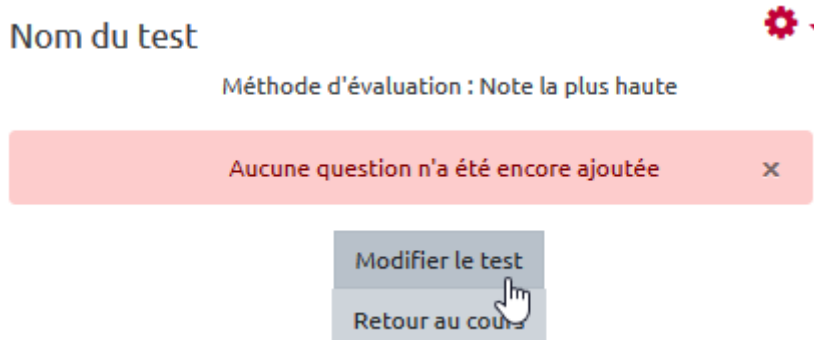 Nom du test
Méthode d'évaluation : Note la plus haute
Aucune question n'a été encore ajoutée ×
Modifier le test
Retour au cours